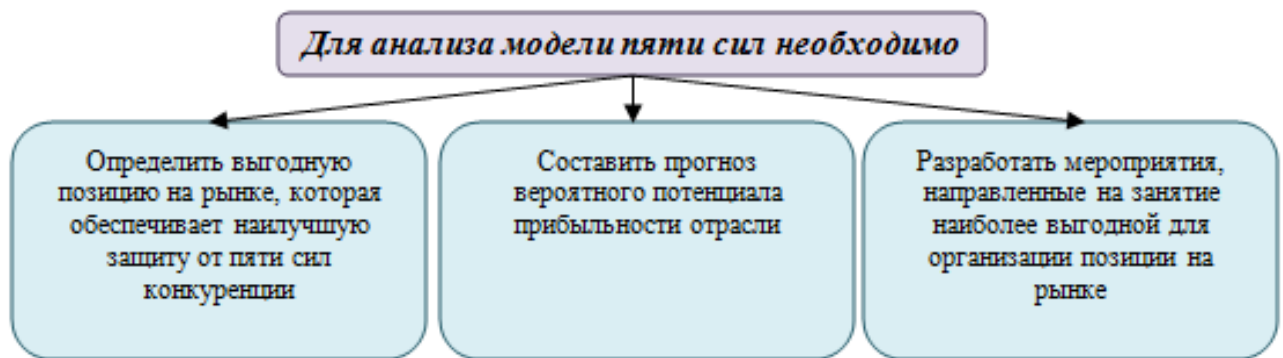 Для анализа модели пяти сил необходимо
Определить выгодную
позицию на рынке, которая
обеспечивает наилучшую
защиту от пяти сил
конкуренции
Составить прогноз
вероятного потенциала
прибыльности отрасли
Разработать мероприятия,
направленные на занятие
наиболее выгодной для
организации позиции на
рынке